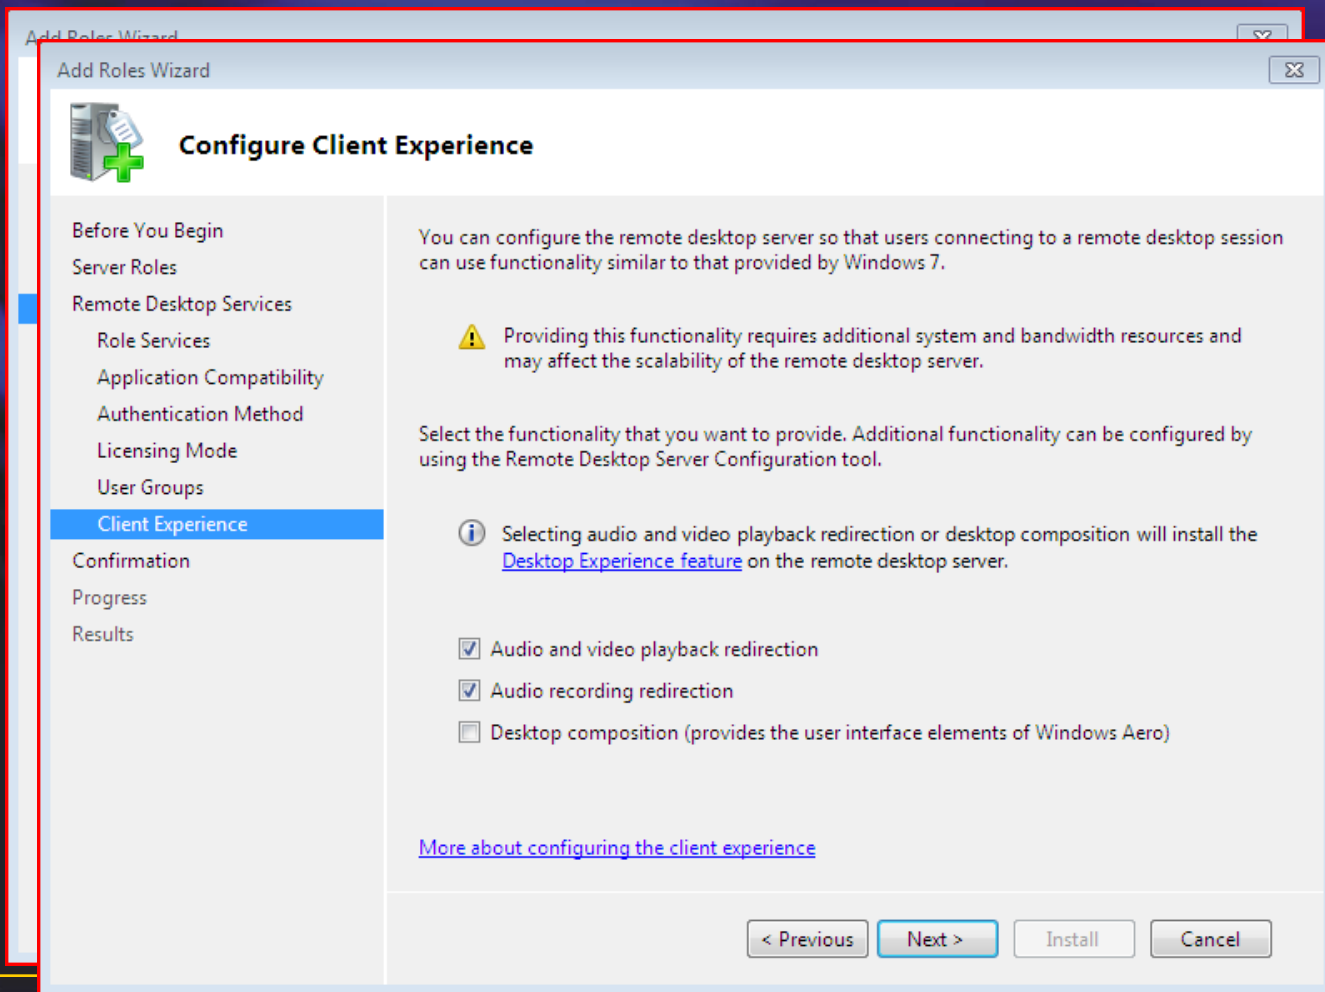 Add Roles Wizard
Add Roles Wizard
Configure Client Experience
Before You Begin
Server Roles
Remote Desktop Services
Role Services
Application Compatibility
Authentication Method
Licensing Mode
User Groups
Client Experience
Confirmation
Progress
Results
You can configure the remote desktop server so that users connecting to a remote desktop session
can use functionality similar to that provided by Windows 7.
Providing this functionality requires additional system and bandwidth resources and
may affect the scalability of the remote desktop server.
Select the functionality that you want to provide. Additional functionality can be configured by
using the Remote Desktop Server Configuration tool.
Selecting audio and video playback redirection or desktop composition will install the
Desktop Experience feature on the remote desktop server.
Audio and video playback redirection
Audio recording redirection
Desktop composition (provides the user interface elements of Windows Aero)
More about configuring the client experience
< Previous
Next >
Install
Cancel